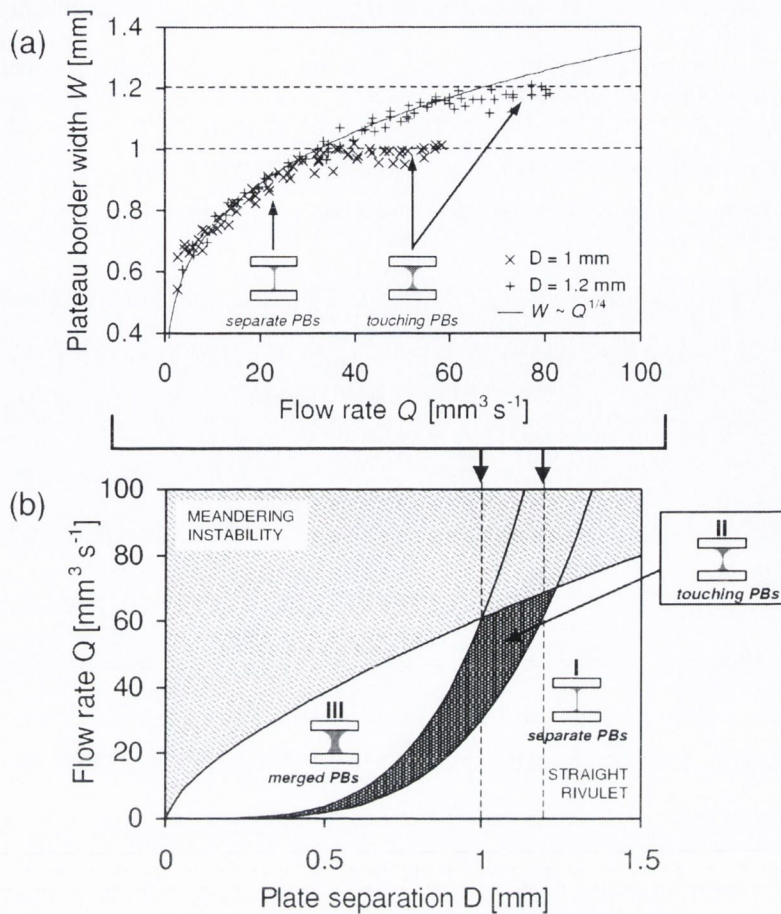 (a)
Plateau border width W [mm]
1.4
1.2
1.0
0.8
0.6
0.4
0
20
40
60
80
100
separate PBs
touching PBs
× D = 1 mm
+ D = 1.2 mm
— W ~ Q^1/4
Flow rate Q [mm³ s⁻¹]
(b)
Flow rate Q [mm³ s⁻¹]
100
80
60
40
20
0
MEANDERING
INSTABILITY
II
touching PBs
I
separate PBs
III
merged PBs
STRAIGHT
RIVULET
0
0.5
1
1.5
Plate separation D [mm]